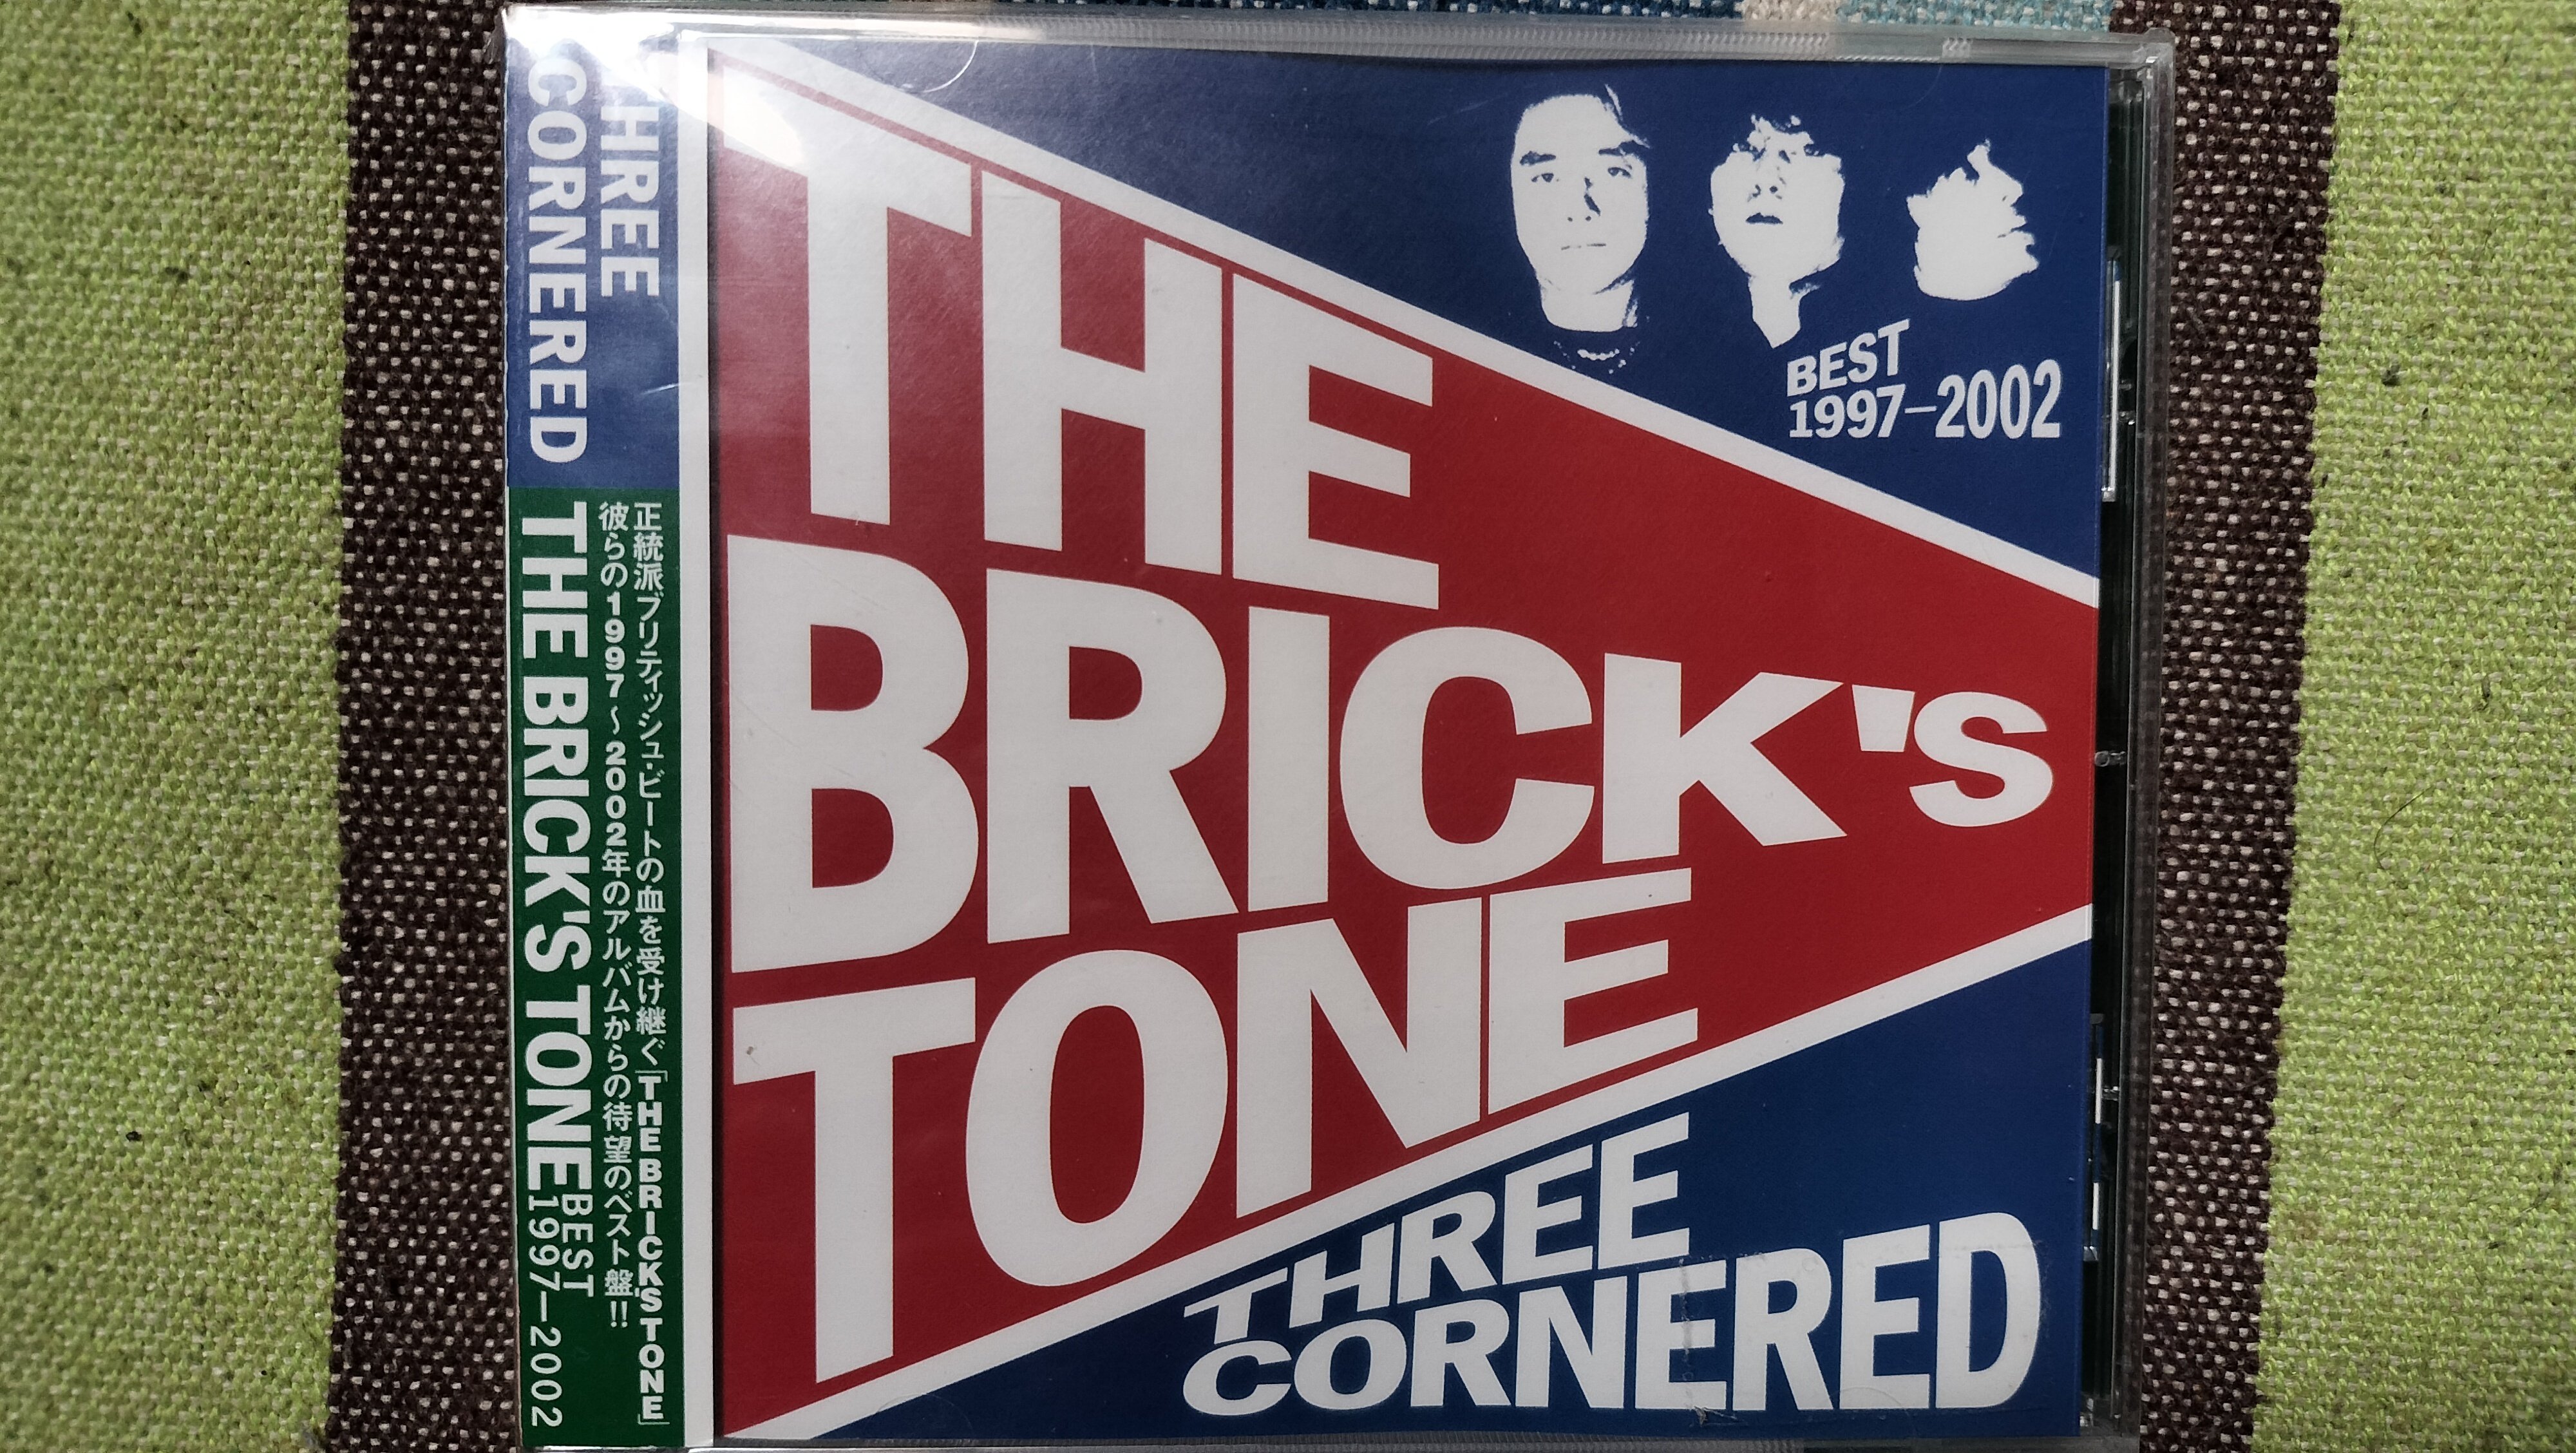 THREE
CORNERED
正統派ブリティッシュ・ビートの血を受け継ぐ「THE BRICK'S TONE」
彼らの1997～2002年のアルバムからの待望のベスト盤!!
THE BRICK'S TONE
BEST
1997-2002
THE
BRICK'S
TONE
BEST
1997-2002
THREE
CORNERED